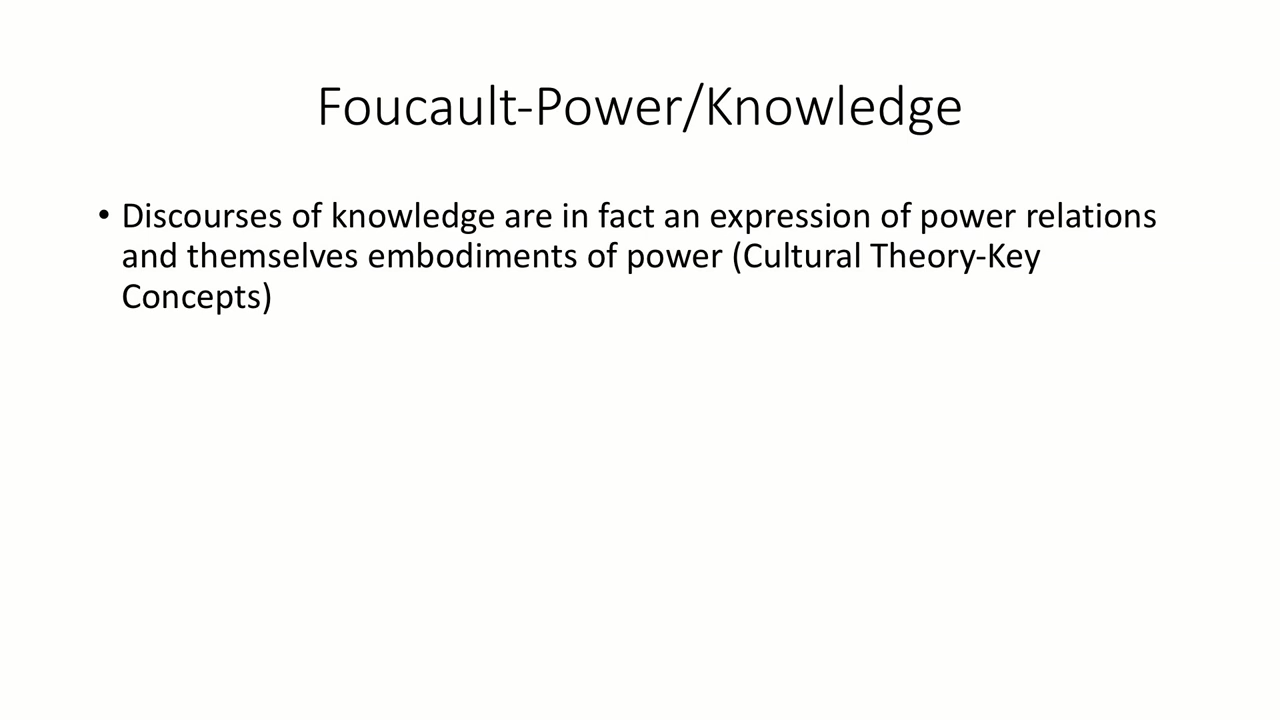 Foucault-Power/Knowledge
• Discourses of knowledge are in fact an expression of power relations
and themselves embodiments of power (Cultural Theory-Key
Concepts)